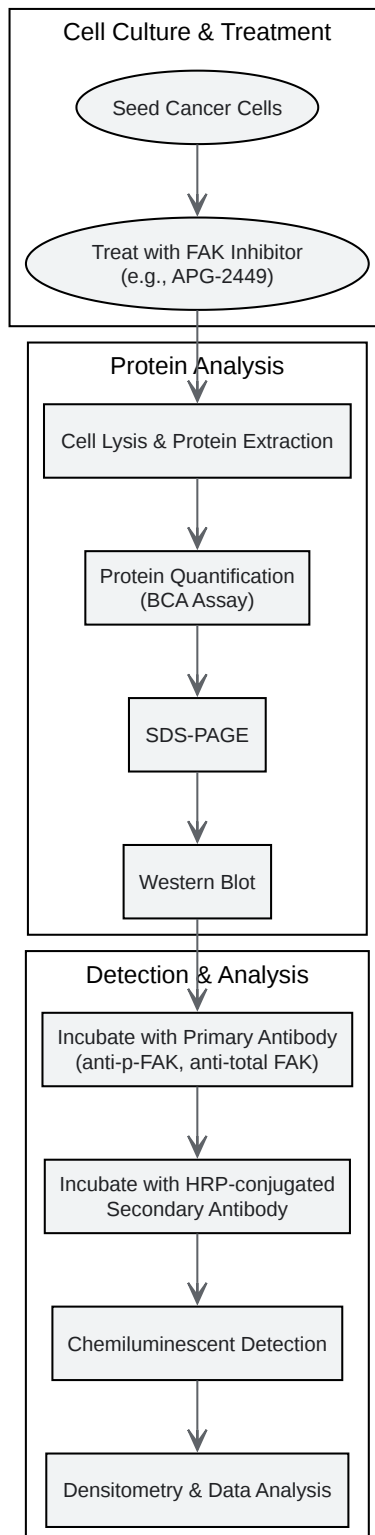 Cell Culture & Treatment
Seed Cancer Cells
Treat with FAK Inhibitor
(e.g., APG-2449)
Protein Analysis
Cell Lysis & Protein Extraction
Protein Quantification
(BCA Assay)
SDS-PAGE
Western Blot
Detection & Analysis
Incubate with Primary Antibody
(anti-p-FAK, anti-total FAK)
Incubate with HRP-conjugated
Secondary Antibody
Chemiluminescent Detection
Densitometry & Data Analysis